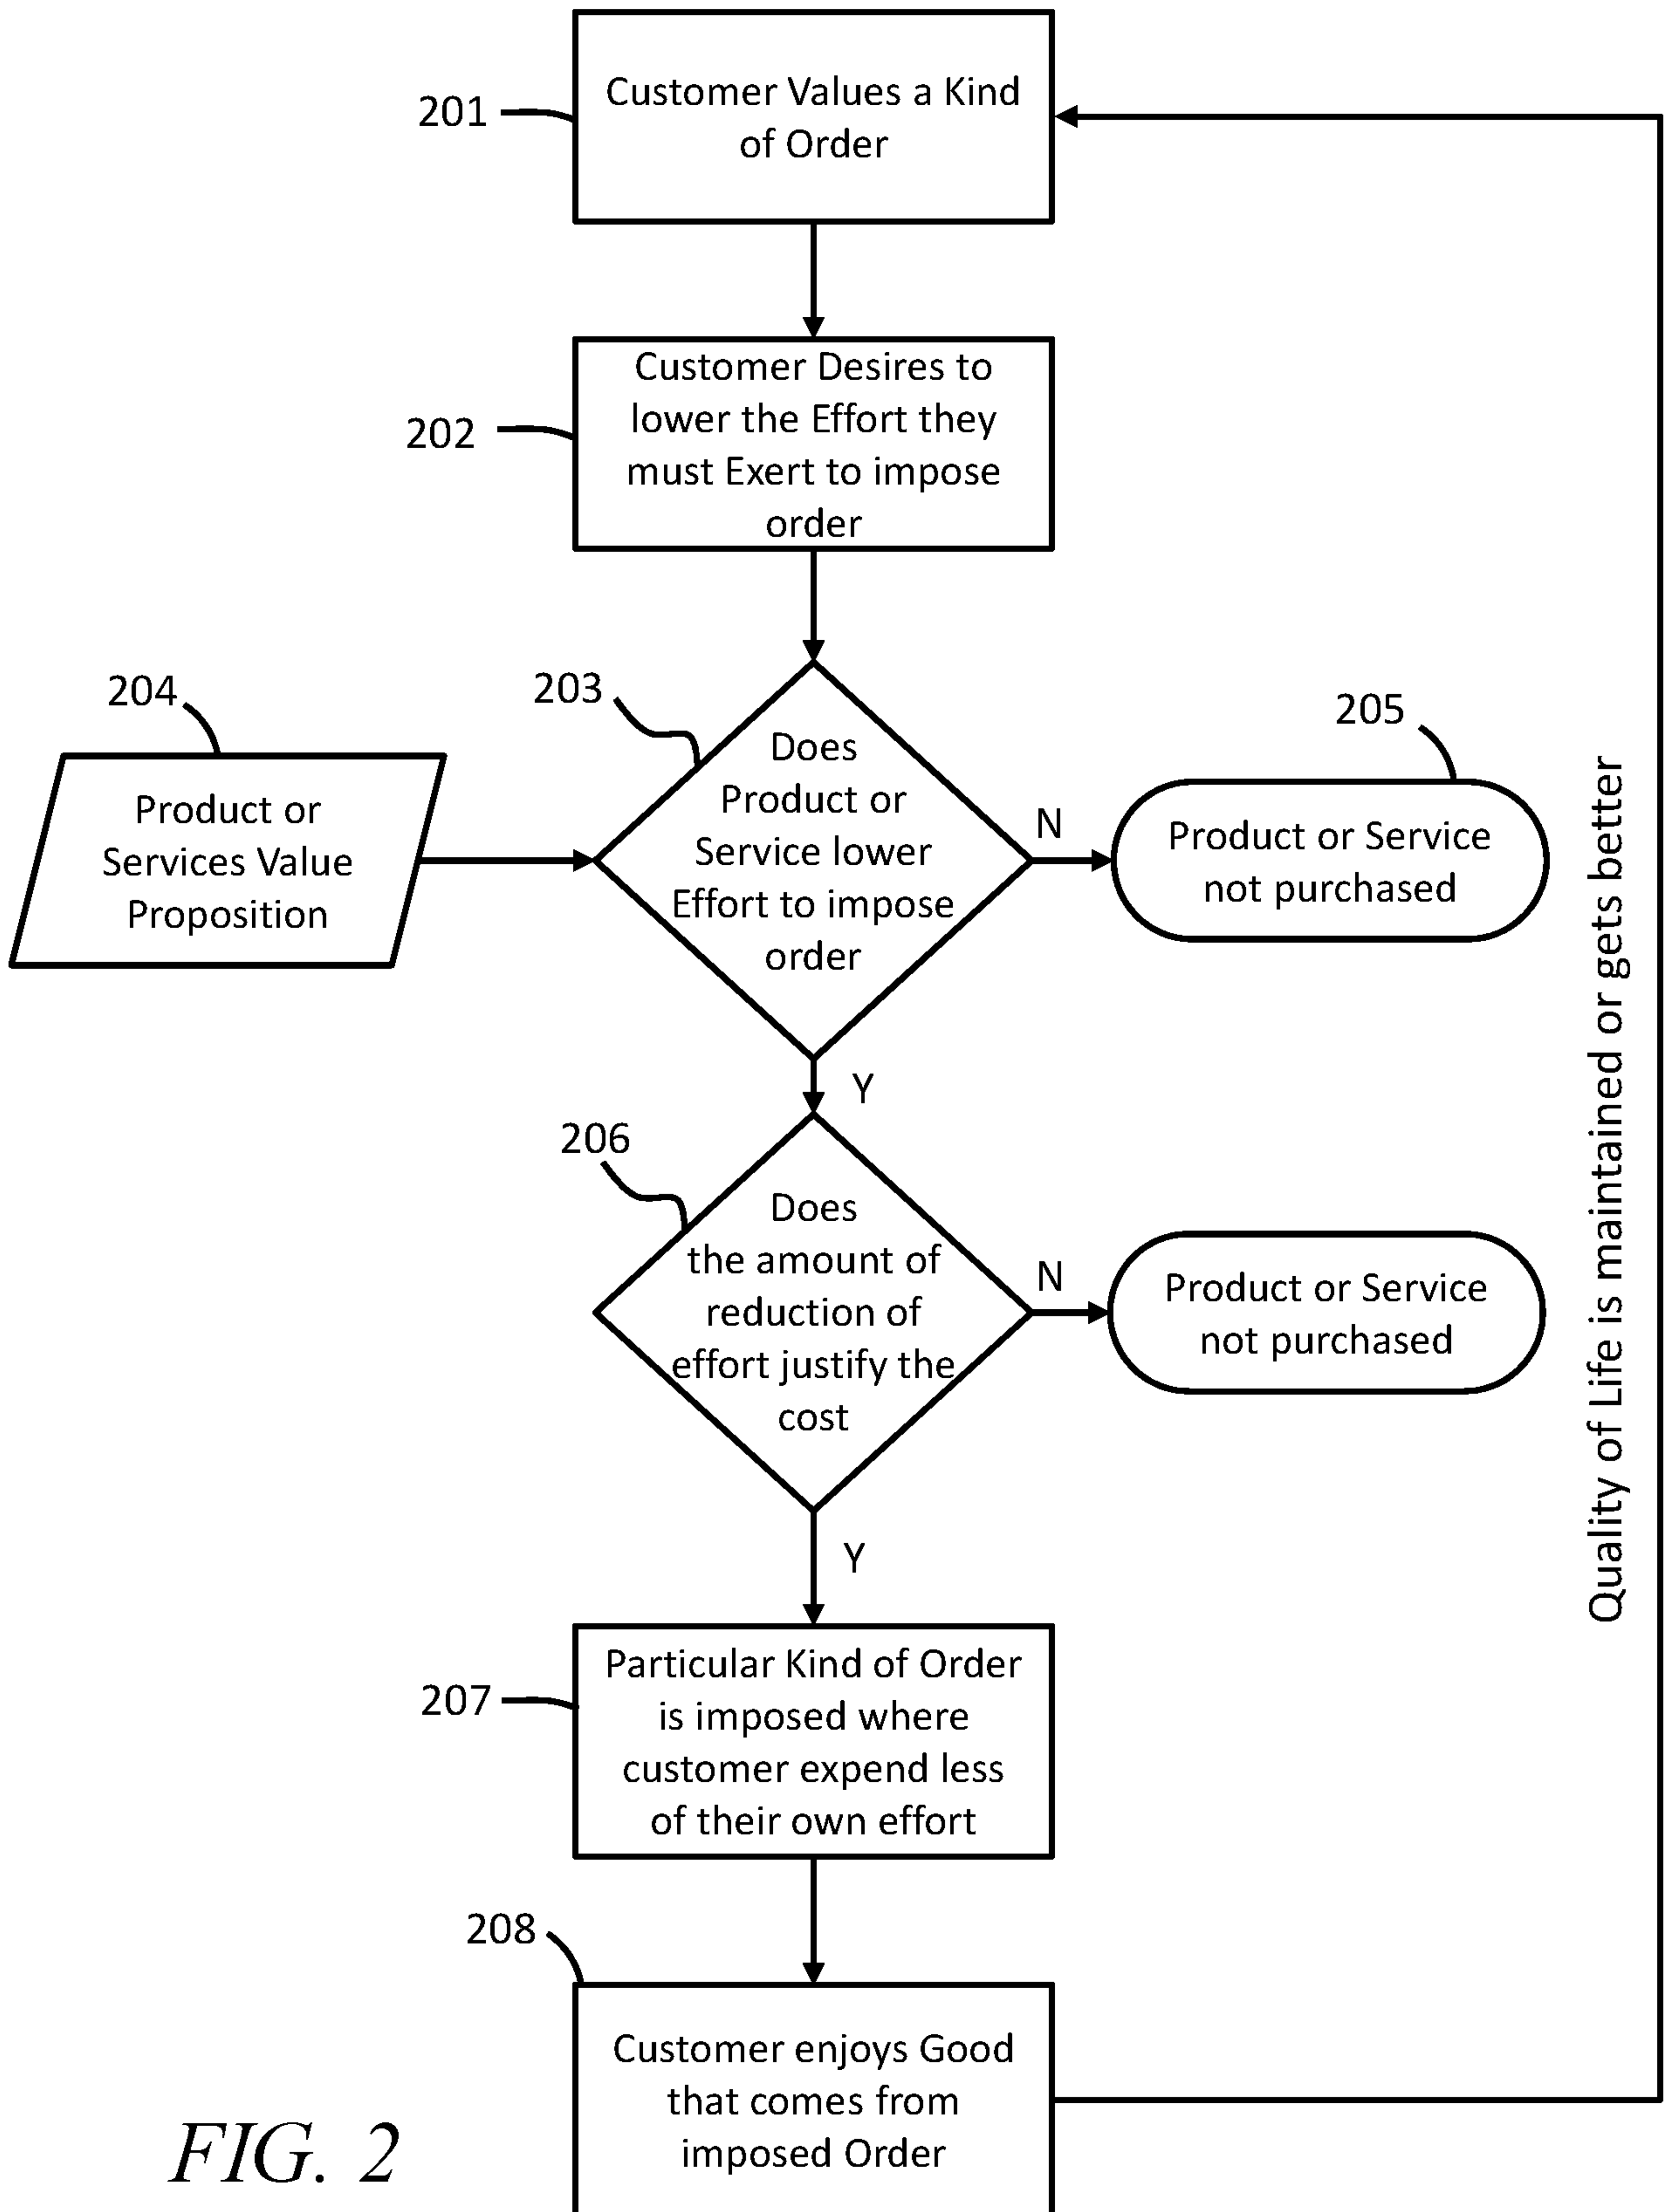 201
Customer Values a Kind
of Order
202
Customer Desires to
lower the Effort they
must Exert to impose
order
204
Product or
Services Value
Proposition
203
Does
Product or
Service lower
Effort to impose
order
N
205
Product or Service
not purchased
Y
206
Does
the amount of
reduction of
effort justify the
cost
N
Product or Service
not purchased
Y
207
Particular Kind of Order
is imposed where
customer expend less
of their own effort
208
Customer enjoys Good
that comes from
imposed Order
Quality of Life is maintained or gets better
FIG. 2